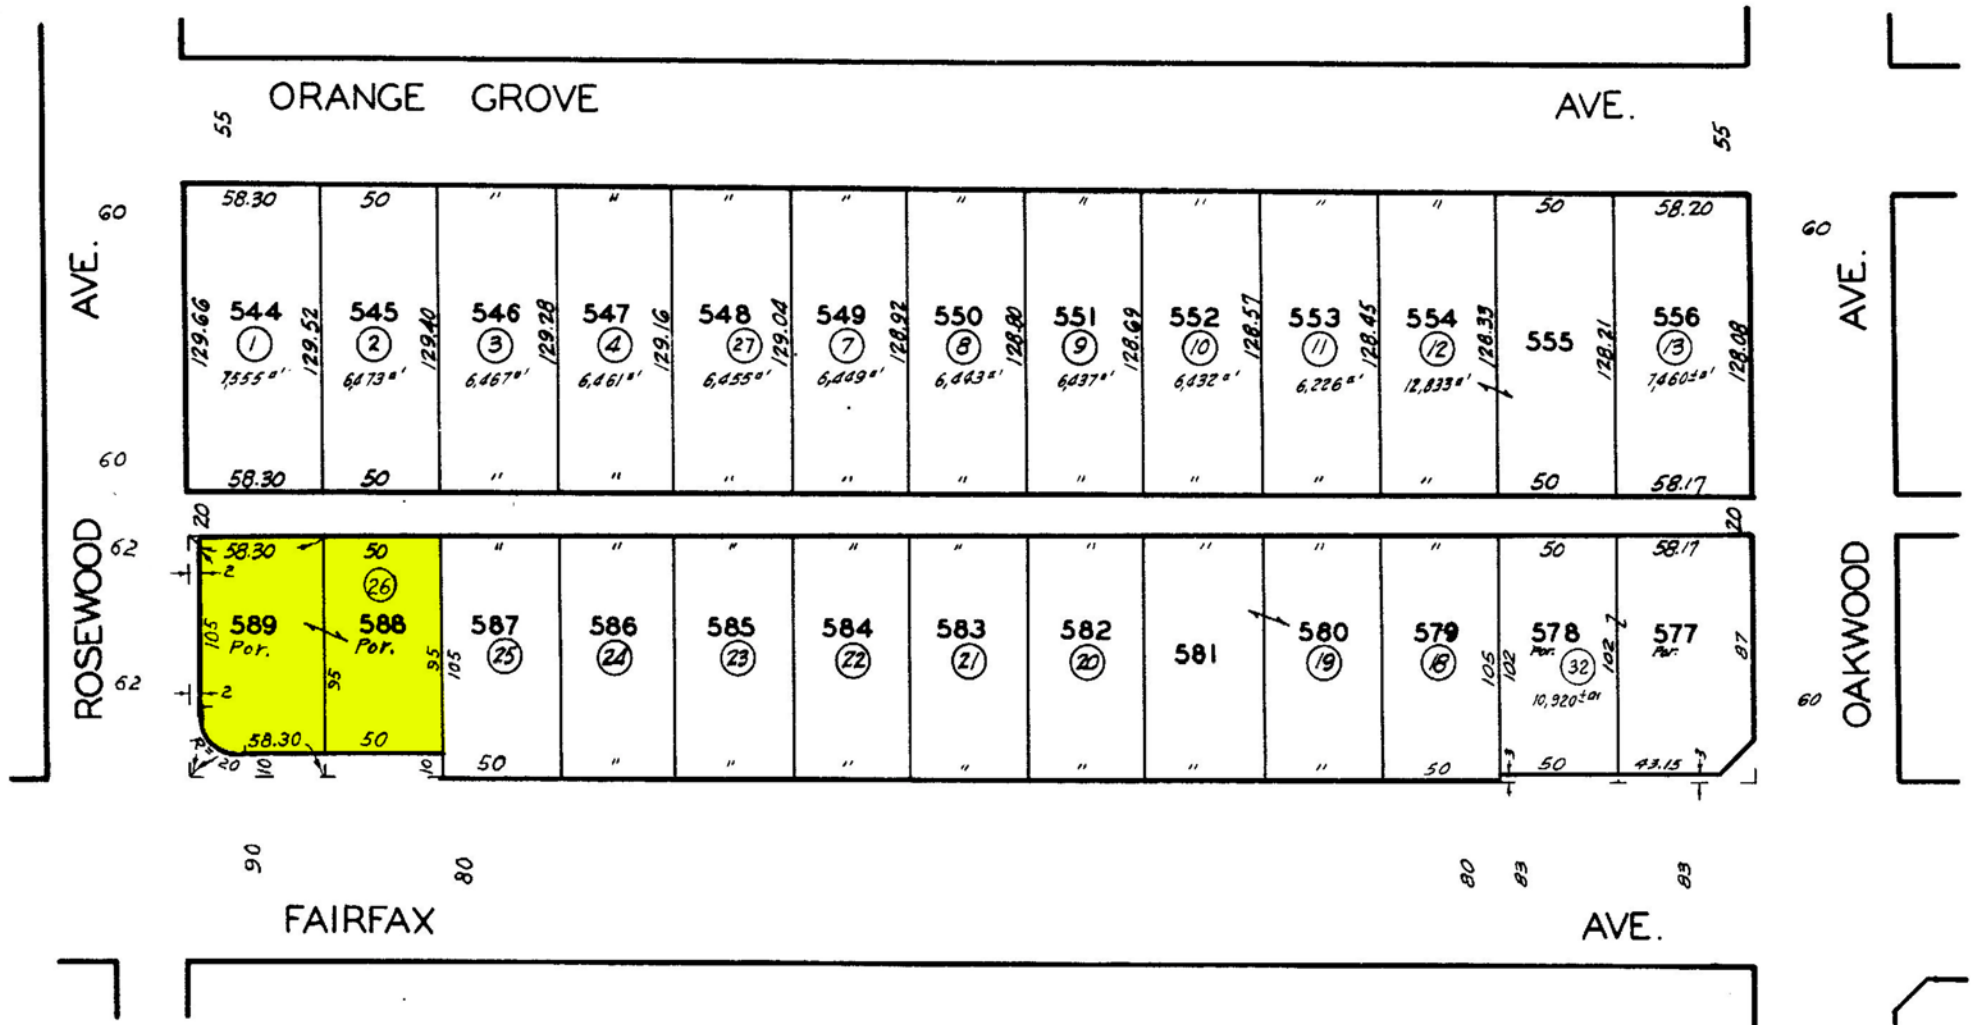 ORANGE GROVE AVE.
55 55
60 60
58.30 50 " " " " " " " " " 50 58.20
AVE. AVE.
544 545 546 547 548 549 550 551 552 553 554 555 556
1 2 3 4 27 7 8 9 10 11 12 13
129.66 129.52 129.40 129.28 129.16 129.04 128.92 128.80 128.69 128.57 128.45 128.33 128.21 128.08
7,555□' 6,473□' 6,467□' 6,461□' 6,455□' 6,449□' 6,443□' 6,437□' 6,432□' 6,226□' 12,833□' 7,460±□'
60
58.30 50 " " " " " " " " " 50 58.17
20 20
ROSEWOOD OAKWOOD
62
58.30 50 " " " " " " " " " 50 58.17
2
26
589 588 587 586 585 584 583 582 581 580 579 578 577
Por. Por. Por. Por.
25 24 23 22 21 20 19 18 32
105 95 95 105 105 102 102 2 87
10,920±□'
62 60
2
58.30 50
R= 20 10 10
50 " " " " " " " 50 3 50 43.15 3
90 80 80 83 83
FAIRFAX AVE.